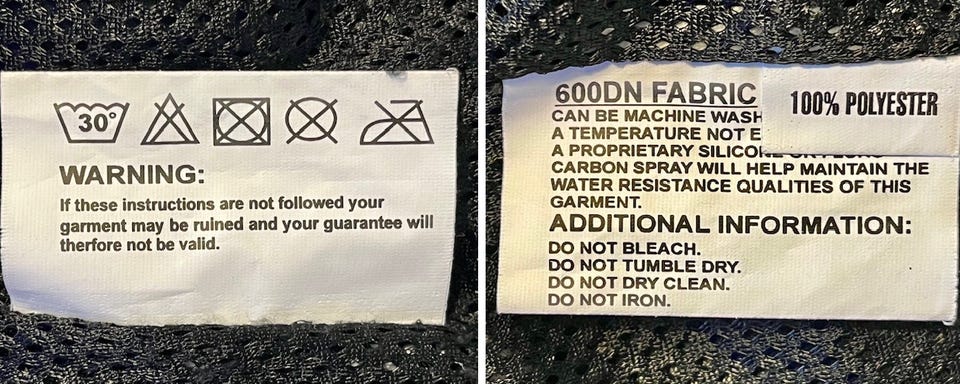 30°
WARNING:
If these instructions are not followed your
garment may be ruined and your guarantee will
therfore not be valid.
600DN FABRIC
100% POLYESTER
CAN BE MACHINE WASH
A TEMPERATURE NOT E
A PROPRIETARY SILICONE OR
CARBON SPRAY WILL HELP MAINTAIN THE
WATER RESISTANCE QUALITIES OF THIS
GARMENT.
ADDITIONAL INFORMATION:
DO NOT BLEACH.
DO NOT TUMBLE DRY.
DO NOT DRY CLEAN.
DO NOT IRON.